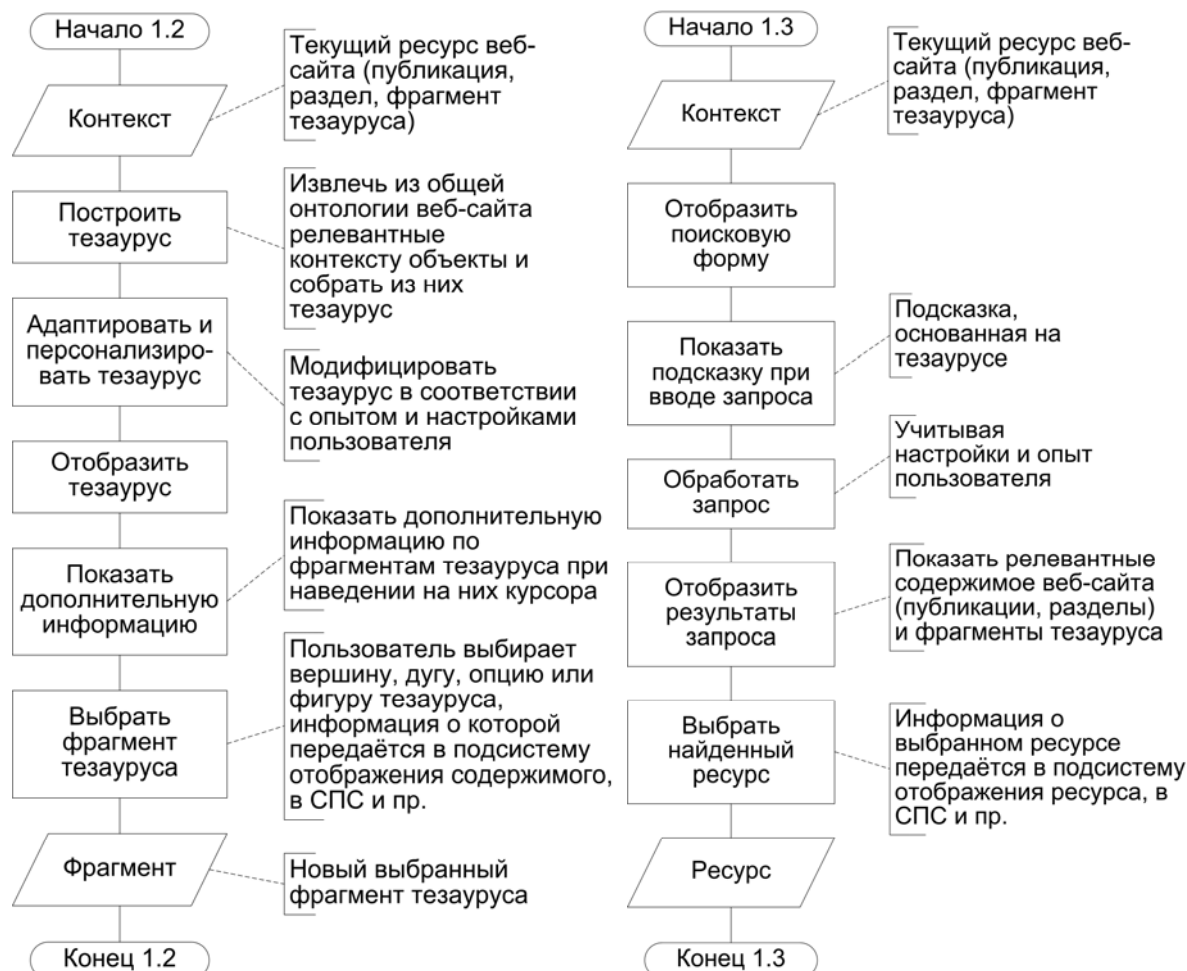 Начало 1.2
Текущий ресурс веб-
сайта (публикация,
раздел, фрагмент
тезауруса)
Контекст
Извлечь из общей
онтологии веб-сайта
релевантные
контексту объекты и
собрать из них
тезаурус
Построить
тезаурус
Адаптировать и
персонализиро-
вать тезаурус
Модифицировать
тезаурус в соответствии
с опытом и настройками
пользователя
Отобразить
тезаурус
Показать дополнительную
информацию по
фрагментам тезауруса при
наведении на них курсора
Показать
дополнительную
информацию
Пользователь выбирает
вершину, дугу, опцию или
фигуру тезауруса,
информация о которой
передаётся в подсистему
отображения содержимого,
в СПС и пр.
Выбрать
фрагмент
тезауруса
Фрагмент
Новый выбранный
фрагмент тезауруса
Конец 1.2
Начало 1.3
Текущий ресурс веб-
сайта (публикация,
раздел, фрагмент
тезауруса)
Контекст
Отобразить
поисковую
форму
Подсказка,
основанная на
тезаурусе
Показать
подсказку при
вводе запроса
Учитывая
настройки и опыт
пользователя
Обработать
запрос
Показать релевантные
содержимое веб-сайта
(публикации, разделы)
и фрагменты тезауруса
Отобразить
результаты
запроса
Выбрать
найденный
ресурс
Информация о
выбранном ресурсе
передаётся в подсистему
отображения ресурса, в
СПС и пр.
Ресурс
Конец 1.3